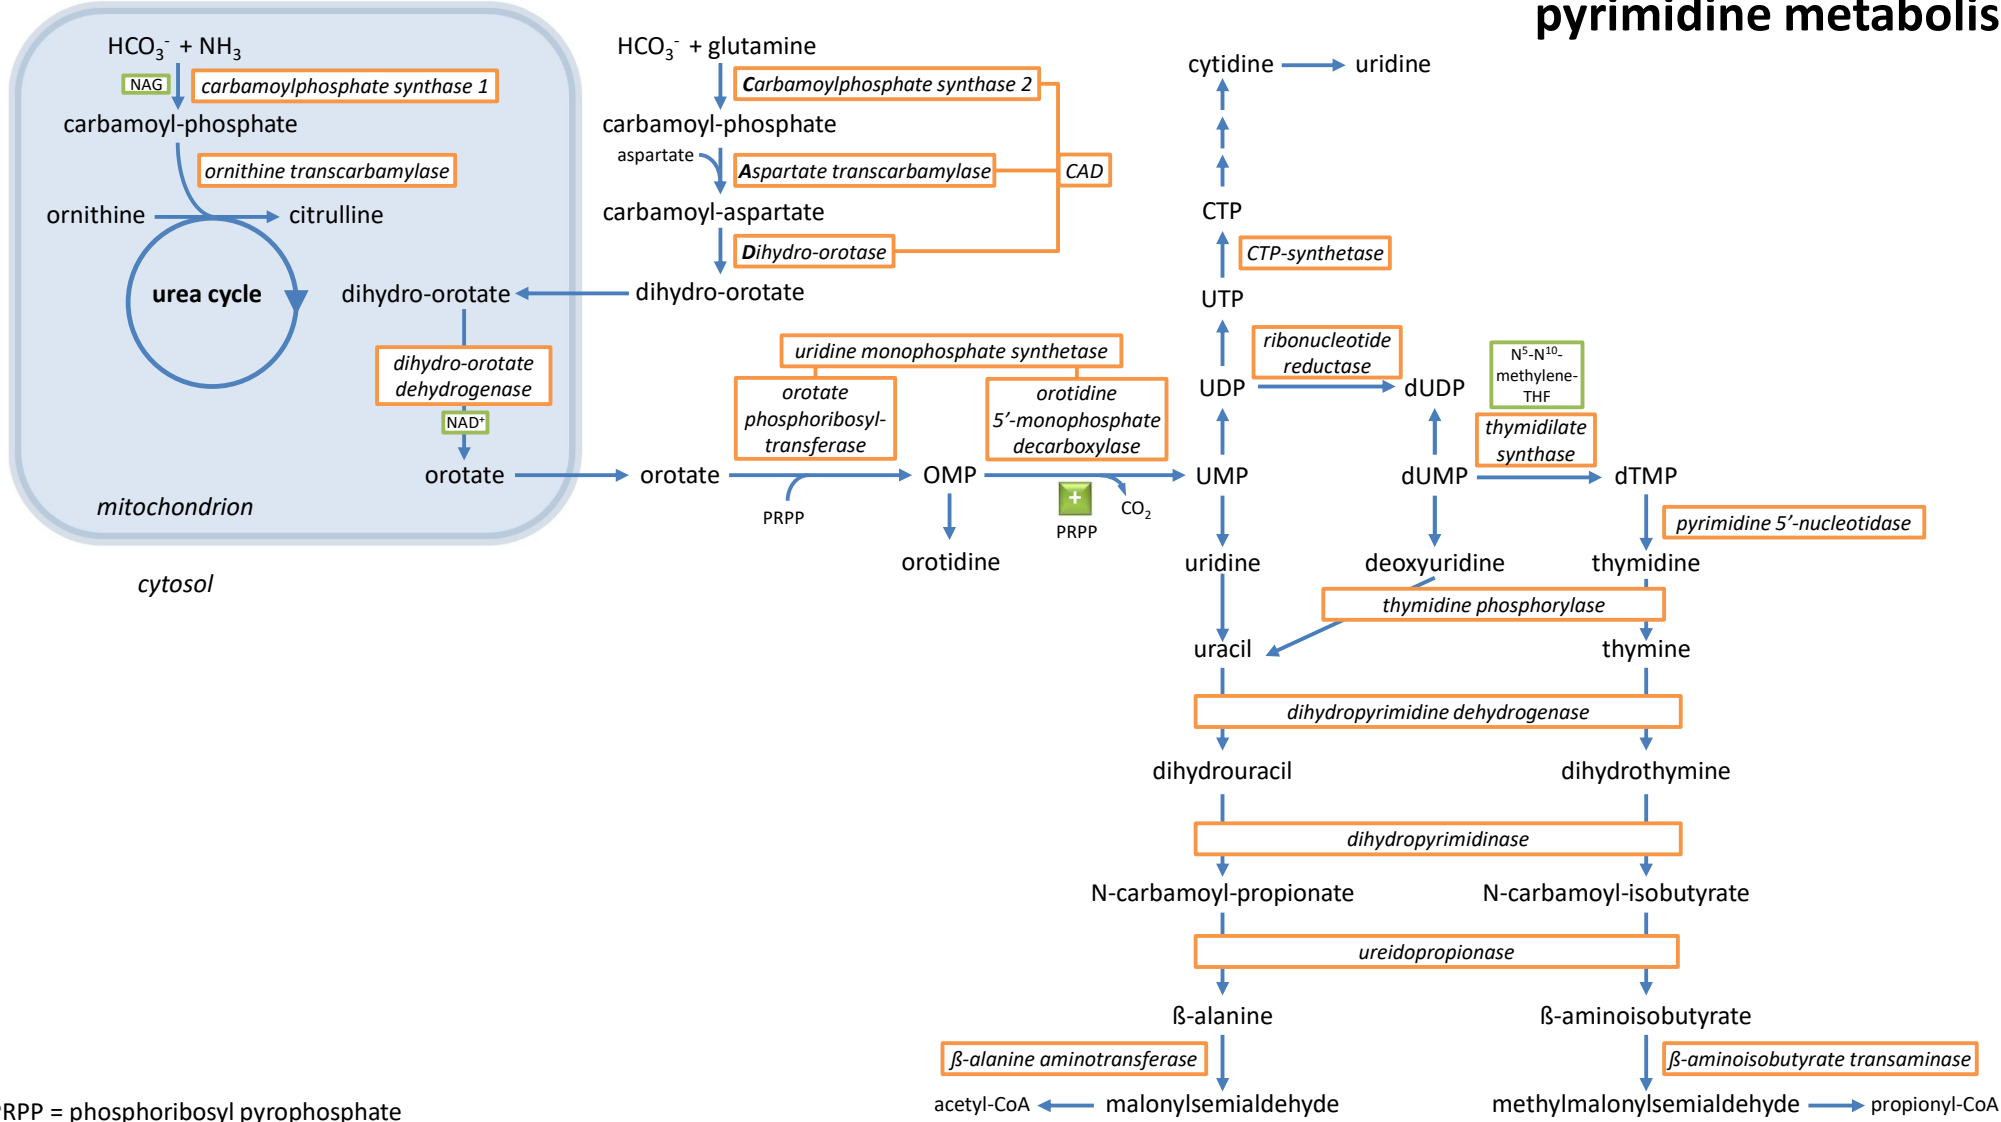 pyrimidine metabolis
HCO3- + NH3
NAG
carbamoylphosphate synthase 1
carbamoyl-phosphate
ornithine transcarbamylase
ornithine
citrulline
urea cycle
dihydro-orotate
dihydro-orotate
dehydrogenase
NAD+
orotate
mitochondrion
cytosol
HCO3- + glutamine
Carbamoylphosphate synthase 2
carbamoyl-phosphate
aspartate
Aspartate transcarbamylase
CAD
carbamoyl-aspartate
Dihydro-orotase
dihydro-orotate
uridine monophosphate synthetase
orotate
phosphoribosyl-
transferase
orotidine
5’-monophosphate
decarboxylase
orotate
PRPP
OMP
+
PRPP
CO2
orotidine
cytidine
uridine
CTP
CTP-synthetase
UTP
ribonucleotide
reductase
UDP
dUDP
N5-N10-
methylene-
THF
thymidilate
synthase
UMP
dUMP
dTMP
pyrimidine 5’-nucleotidase
uridine
deoxyuridine
thymidine
thymidine phosphorylase
uracil
thymine
dihydropyrimidine dehydrogenase
dihydrouracil
dihydrothymine
dihydropyrimidinase
N-carbamoyl-propionate
N-carbamoyl-isobutyrate
ureidopropionase
ß-alanine
ß-aminoisobutyrate
ß-alanine aminotransferase
ß-aminoisobutyrate transaminase
acetyl-CoA
malonylsemialdehyde
methylmalonylsemialdehyde
propionyl-CoA
PRPP = phosphoribosyl pyrophosphate